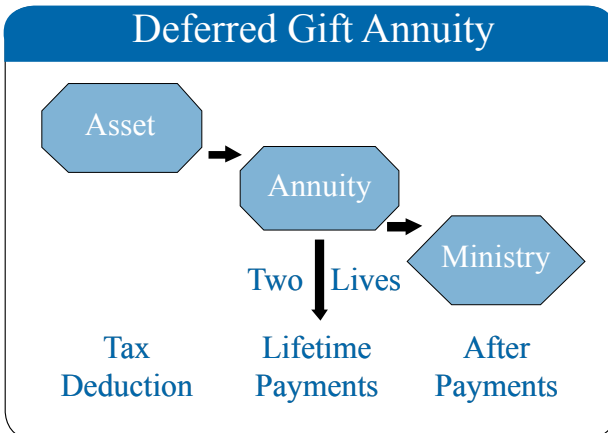 Deferred Gift Annuity
Asset
Annuity
Ministry
Two Lives
Tax
Deduction
Lifetime
Payments
After
Payments